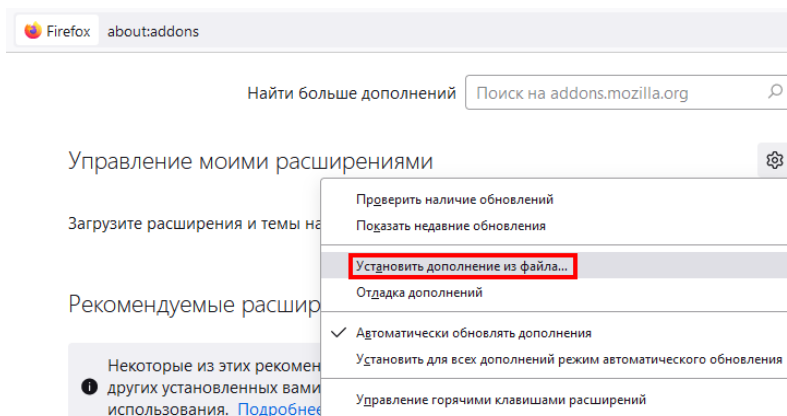 Firefox about:addons
Найти больше дополнений Поиск на addons.mozilla.org
Управление моими расширениями
Проверить наличие обновлений
Загрузите расширения и темы на
Показать недавние обновления
Установить дополнение из файла...
Отладка дополнений
Рекомендуемые расшир
Автоматически обновлять дополнения
Установить для всех дополнений режим автоматического обновления
Некоторые из этих рекомен
других установленных вами
использования. Подробнее
Управление горячими клавишами расширений